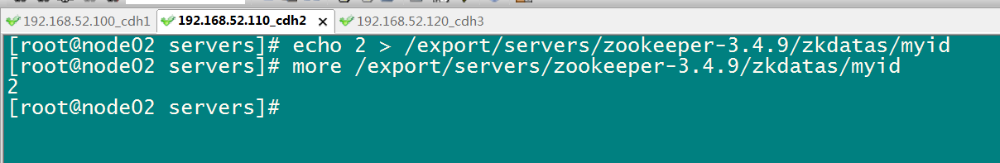 192.168.52.100_cdh1 192.168.52.110_cdh2 192.168.52.120_cdh3
[root@node02 servers]# echo 2 > /export/servers/zookeeper-3.4.9/zkdatas/myid
[root@node02 servers]# more /export/servers/zookeeper-3.4.9/zkdatas/myid
2
[root@node02 servers]#